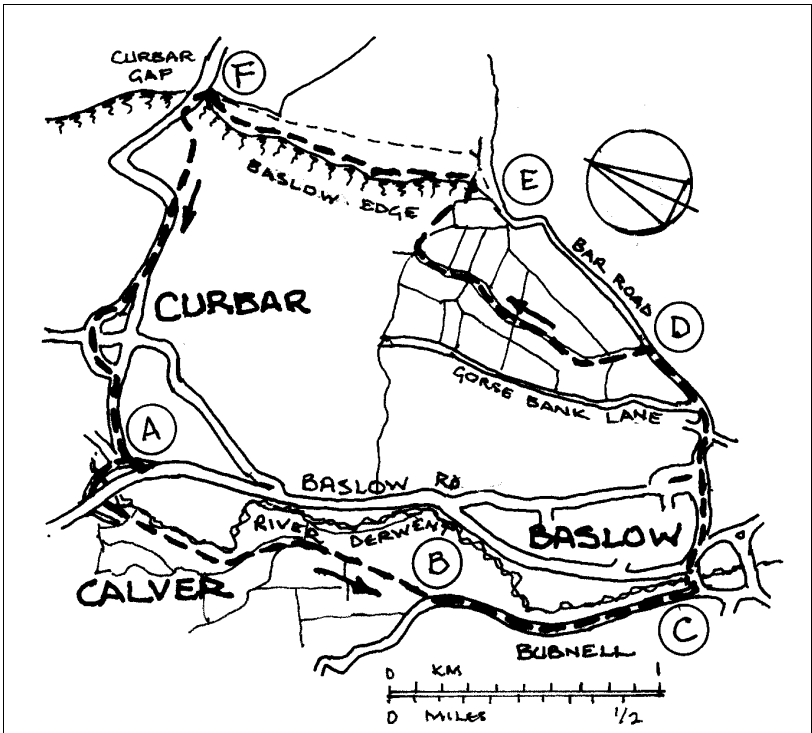 CURBAR
GAP
F
BASLOW EDGE
E
BAR ROAD
CURBAR
D
GORSE BANK LANE
A
BASLOW RD
RIVER DERWENT
BASLOW
B
CALVER
C
BUBNELL
0 KM 1
0 MILES 1/2